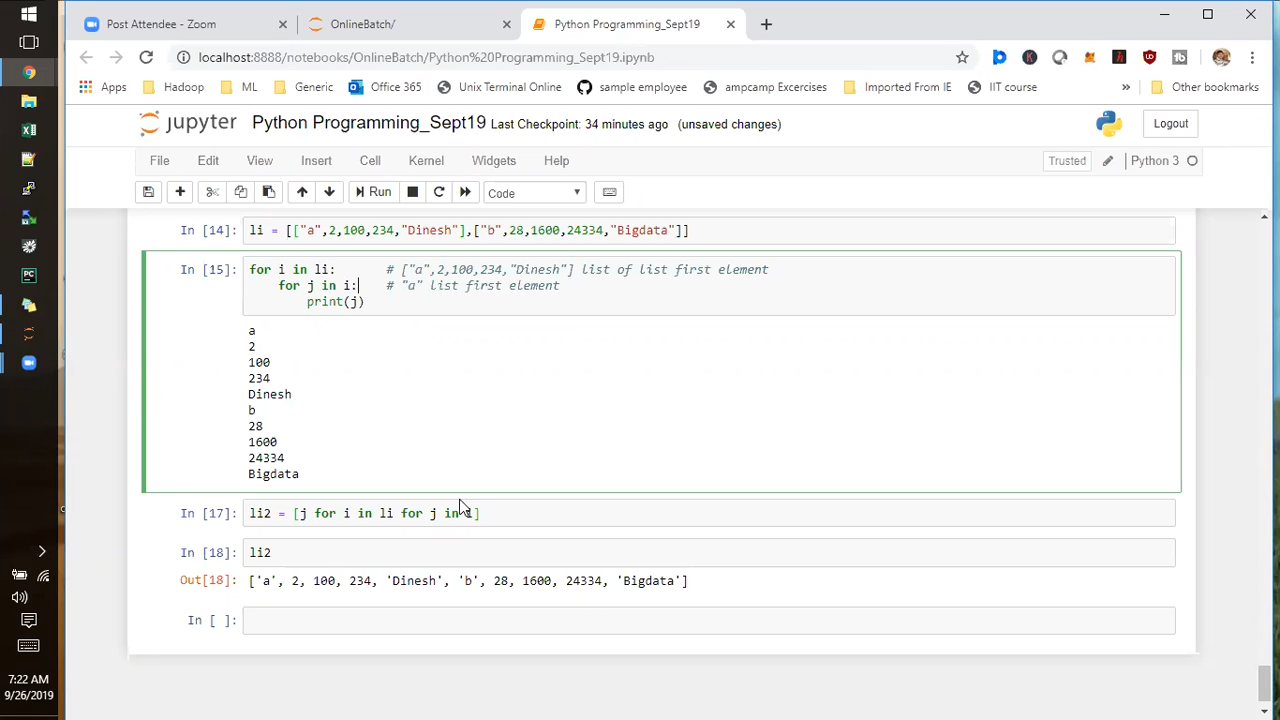 Post Attendee - Zoom
OnlineBatch/
Python Programming_Sept19
localhost:8888/notebooks/OnlineBatch/Python%20Programming_Sept19.ipynb
Apps
Hadoop
ML
Generic
Office 365
Unix Terminal Online
sample employee
ampcamp Excercises
Imported From IE
IIT course
»
Other bookmarks
jupyter
Python Programming_Sept19
Last Checkpoint: 34 minutes ago
(unsaved changes)
Logout
File
Edit
View
Insert
Cell
Kernel
Widgets
Help
Trusted
Python 3
Run
Code
In [14]:
li = [["a",2,100,234,"Dinesh"],["b",28,1600,24334,"Bigdata"]]
In [15]:
for i in li: # ["a",2,100,234,"Dinesh"] list of list first element
for j in i: # "a" list first element
print(j)
a
2
100
234
Dinesh
b
28
1600
24334
Bigdata
In [17]:
li2 = [j for i in li for j in i]
In [18]:
li2
Out[18]:
['a', 2, 100, 234, 'Dinesh', 'b', 28, 1600, 24334, 'Bigdata']
In [ ]:
7:22 AM
9/26/2019